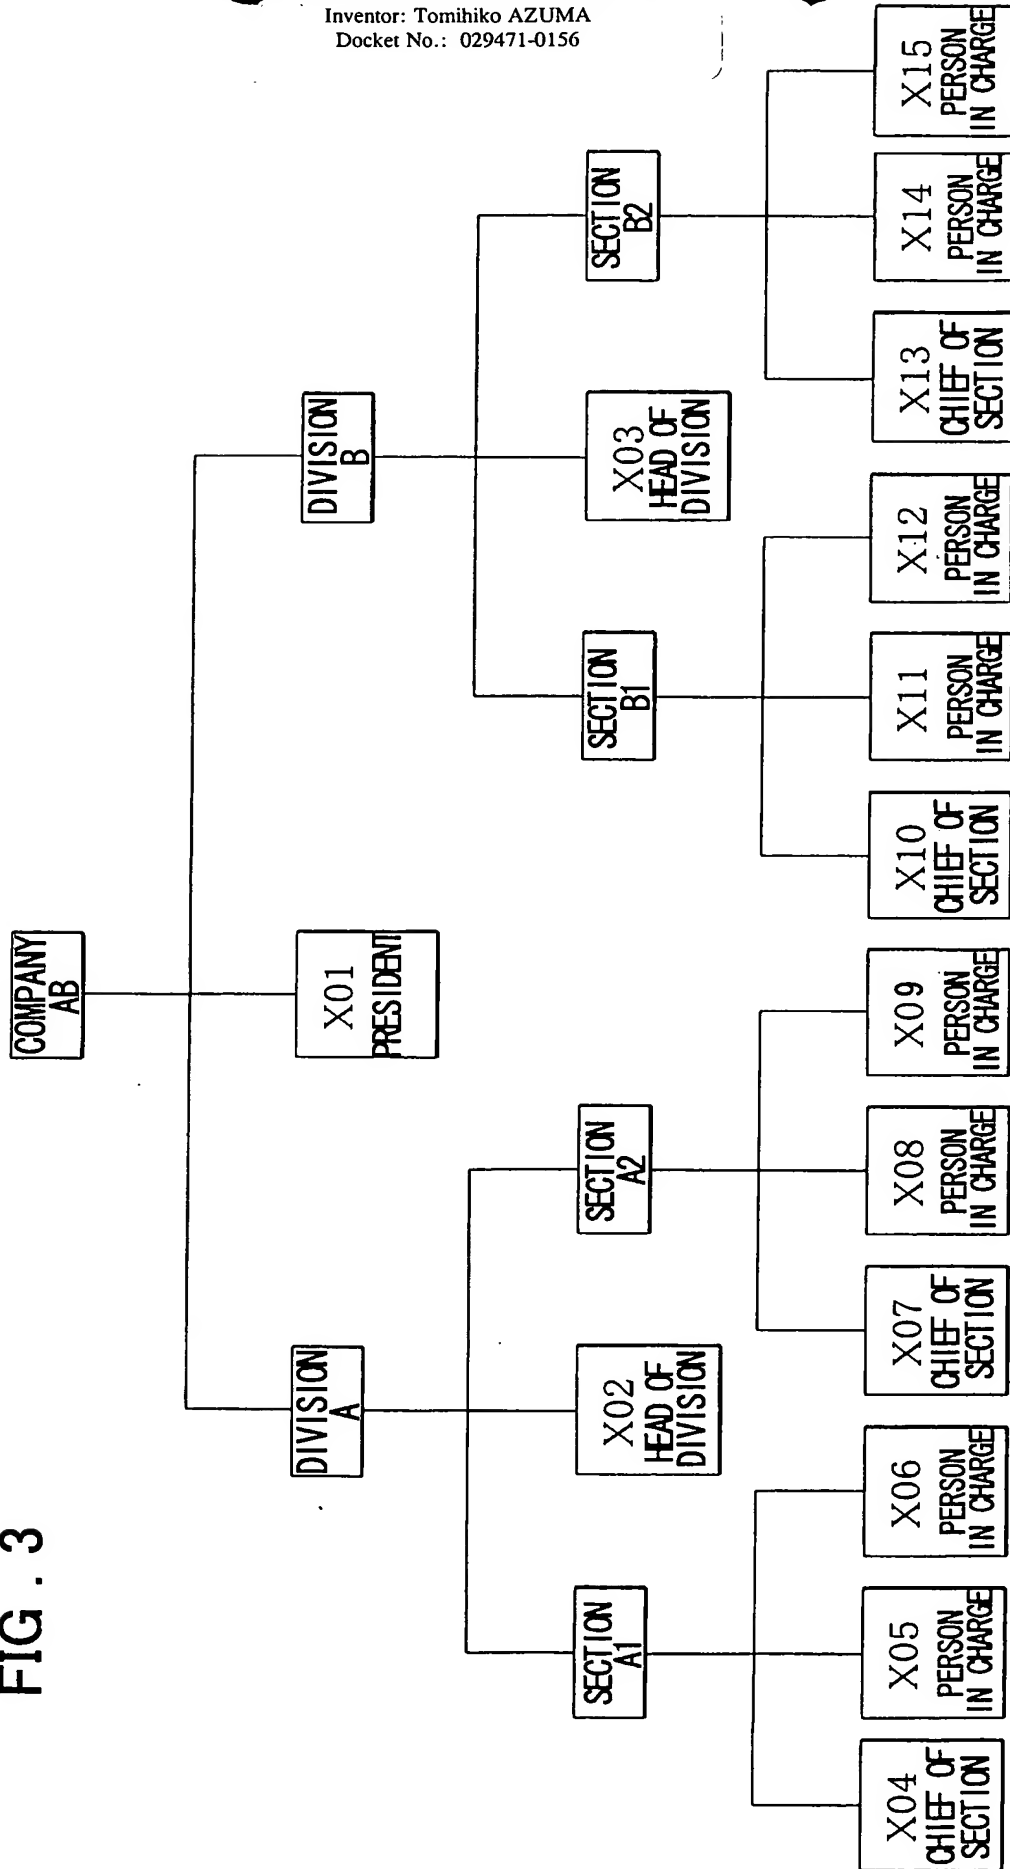 Inventor: Tomihiko AZUMA
Docket No.: 029471-0156
FIG. 3
COMPANY
AB
DIVISION
A
X01
PRESIDENT
DIVISION
B
SECTION
A1
X02
HEAD OF
DIVISION
SECTION
A2
SECTION
B1
X03
HEAD OF
DIVISION
SECTION
B2
X04
CHIEF OF
SECTION
X05
PERSON
IN CHARGE
X06
PERSON
IN CHARGE
X07
CHIEF OF
SECTION
X08
PERSON
IN CHARGE
X09
PERSON
IN CHARGE
X10
CHIEF OF
SECTION
X11
PERSON
IN CHARGE
X12
PERSON
IN CHARGE
X13
CHIEF OF
SECTION
X14
PERSON
IN CHARGE
X15
PERSON
IN CHARGE